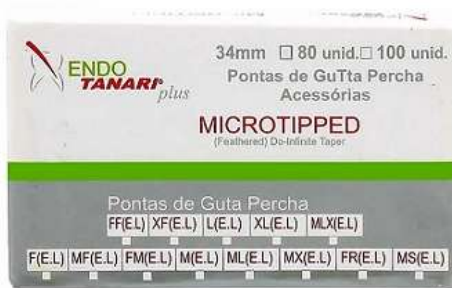 ENDO
TANARI®
plus
34mm □ 80 unid. □ 100 unid.
Pontas de GuTta Percha
Acessórias
MICROTIPPED
(Feathered) Do-Infinite Taper
Pontas de Guta Percha
FF(E.L) XF(E.L) L(E.L) XL(E.L) MLX(E.L)
F(E.L) MF(E.L) FM(E.L) M(E.L) ML(E.L) MX(E.L) FR(E.L) MS(E.L)